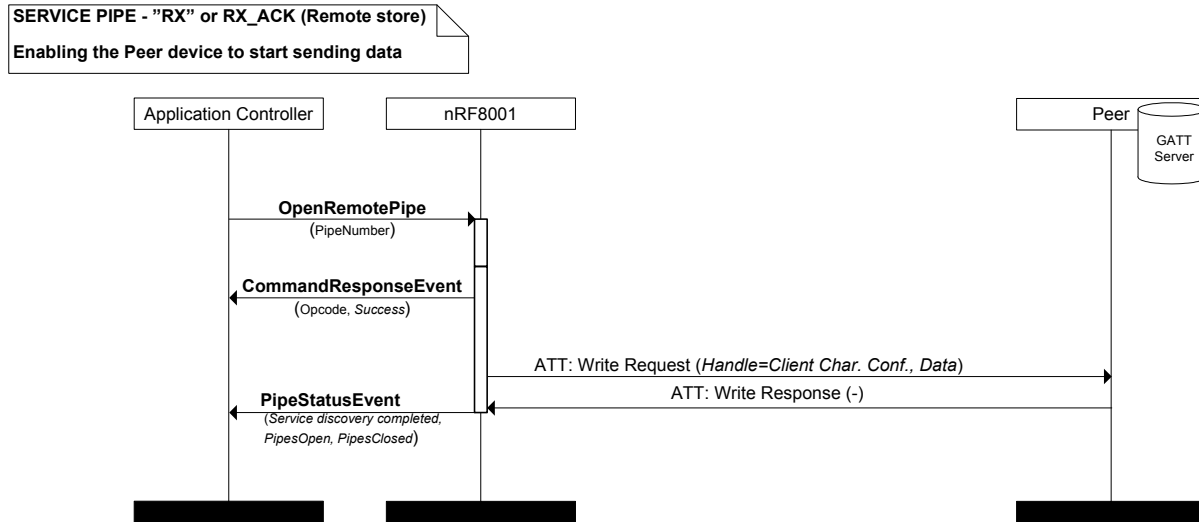 SERVICE PIPE - ”RX” or RX_ACK (Remote store)
Enabling the Peer device to start sending data
Application Controller
nRF8001
Peer
GATT
Server
OpenRemotePipe
(PipeNumber)
CommandResponseEvent
(Opcode, Success)
ATT: Write Request (Handle=Client Char. Conf., Data)
ATT: Write Response (-)
PipeStatusEvent
(Service discovery completed,
PipesOpen, PipesClosed)